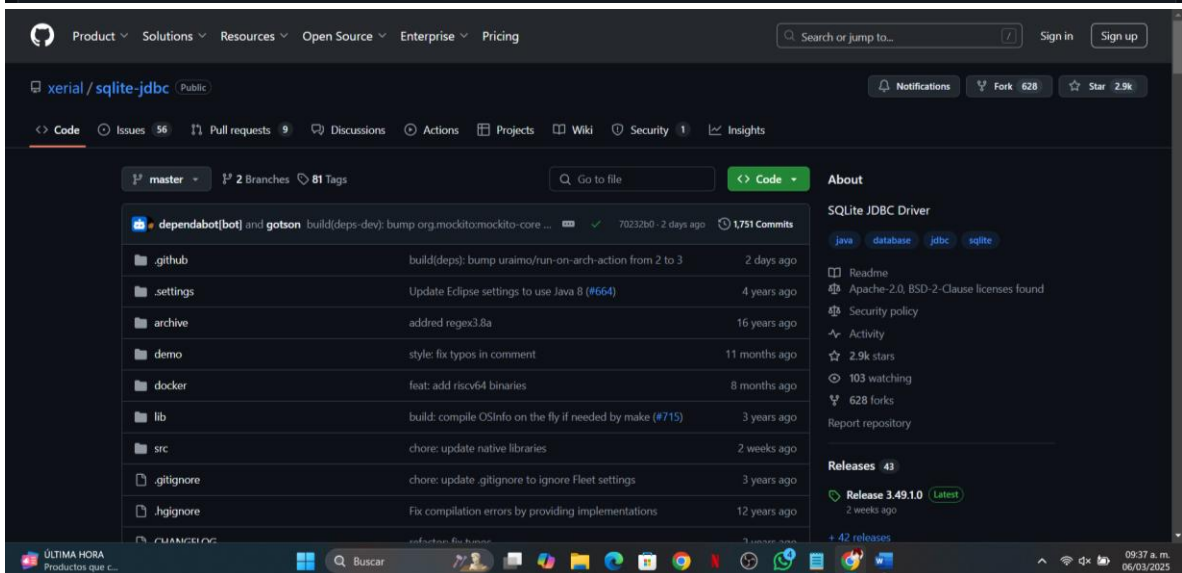 Product Solutions Resources Open Source Enterprise Pricing Search or jump to... / Sign in Sign up
xerial / sqlite-jdbc Public Notifications Fork 628 Star 2.9k
<> Code Issues 56 Pull requests 9 Discussions Actions Projects Wiki Security 1 Insights
master 2 Branches 81 Tags Go to file <> Code
About
SQLite JDBC Driver
java database jdbc sqlite
dependabot[bot] and gotson build(deps-dev): bump org.mockito:mockito-core ... 70232b0 · 2 days ago 1,751 Commits
.github build(deps): bump uraimo/run-on-arch-action from 2 to 3 2 days ago
.settings Update Eclipse settings to use Java 8 (#664) 4 years ago
archive addred regex3.8a 16 years ago
demo style: fix typos in comment 11 months ago
docker feat: add riscv64 binaries 8 months ago
lib build: compile OSInfo on the fly if needed by make (#715) 3 years ago
src chore: update native libraries 2 weeks ago
.gitignore chore: update .gitignore to ignore Fleet settings 3 years ago
.hgignore Fix compilation errors by providing implementations 12 years ago
Readme
Apache-2.0, BSD-2-Clause licenses found
Security policy
Activity
2.9k stars
103 watching
628 forks
Report repository
Releases 43
Release 3.49.1.0 Latest
2 weeks ago
+ 42 releases
ÚLTIMA HORA
Productos que c...
Buscar
09:37 a. m.
06/03/2025